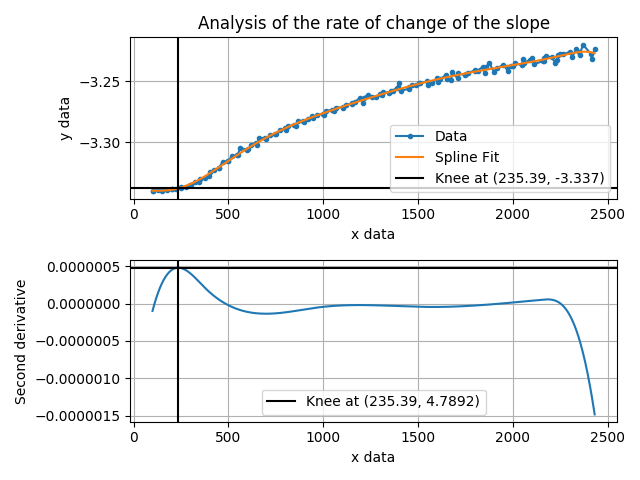 Analysis of the rate of change of the slope
y data
−3.25
−3.30
Data
Spline Fit
Knee at (235.39, -3.337)
0 500 1000 1500 2000 2500
x data
Second derivative
0.0000005
0.0000000
−0.0000005
−0.0000010
−0.0000015
Knee at (235.39, 4.7892)
0 500 1000 1500 2000 2500
x data